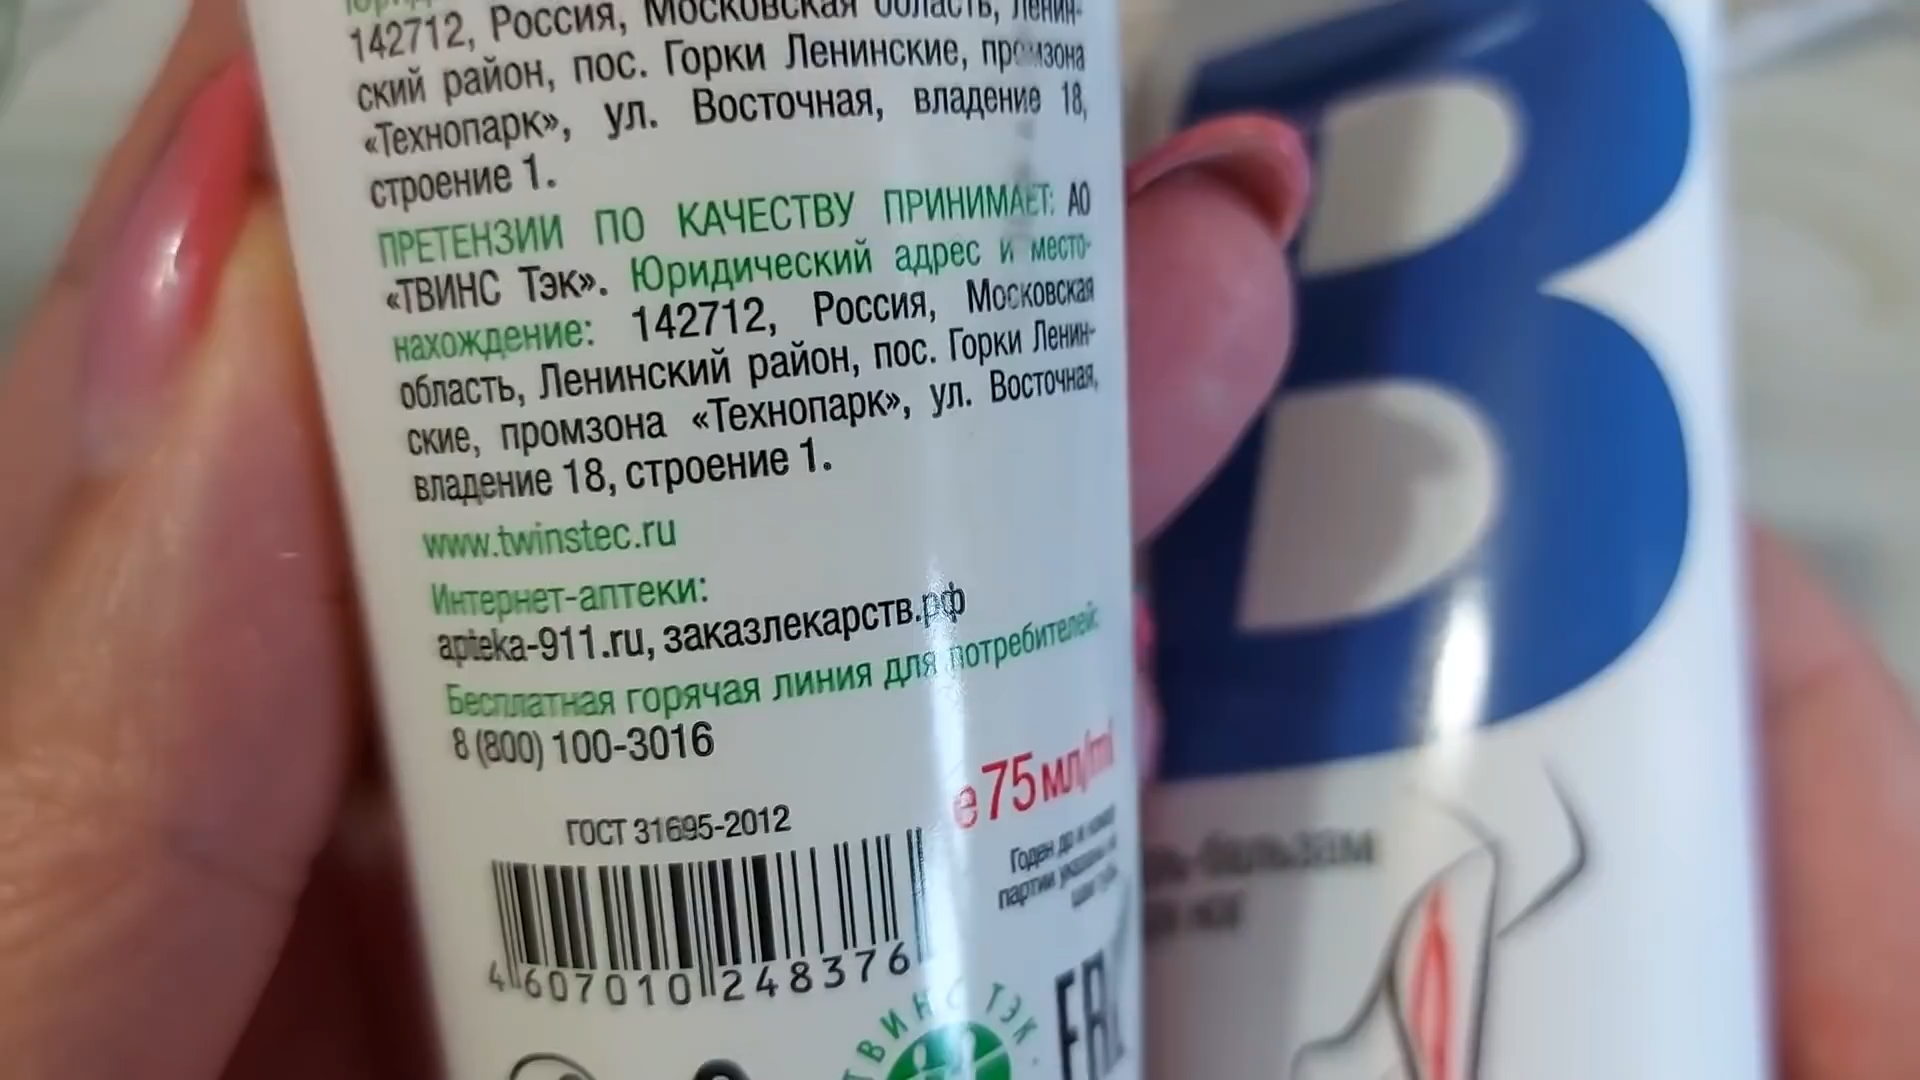 142712, Россия, Московская область, Ленин-
ский район, пос. Горки Ленинские, промзона
«Технопарк», ул. Восточная, владение 18,
строение 1.
ПРЕТЕНЗИИ ПО КАЧЕСТВУ ПРИНИМАЕТ: АО
«ТВИНС Тэк». Юридический адрес и место-
нахождение: 142712, Россия, Московская
область, Ленинский район, пос. Горки Ленин-
ские, промзона «Технопарк», ул. Восточная,
владение 18, строение 1.
www.twinstec.ru
Интернет-аптеки:
apteka-911.ru, заказлекарств.рф
Бесплатная горячая линия для потребителей:
8 (800) 100-3016
е 75 мл/ml
ГОСТ 31695-2012
Годен до и номер
партии указаны на
4 607010 248376
ТВИНС ТЭК
EAC
В
бальзам
ног